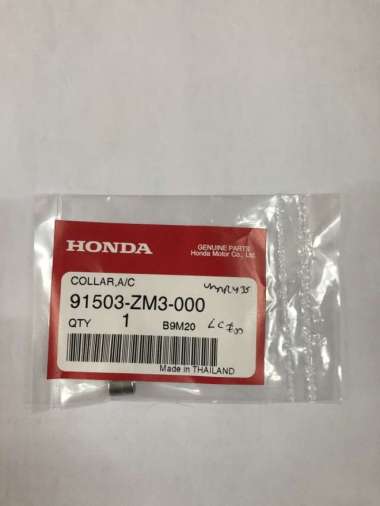 HONDA
GENUINE PARTS
Honda Motor Co., Ltd.
COLLAR,A/C
91503-ZM3-000
QTY 1 B9M20
Made in THAILAND